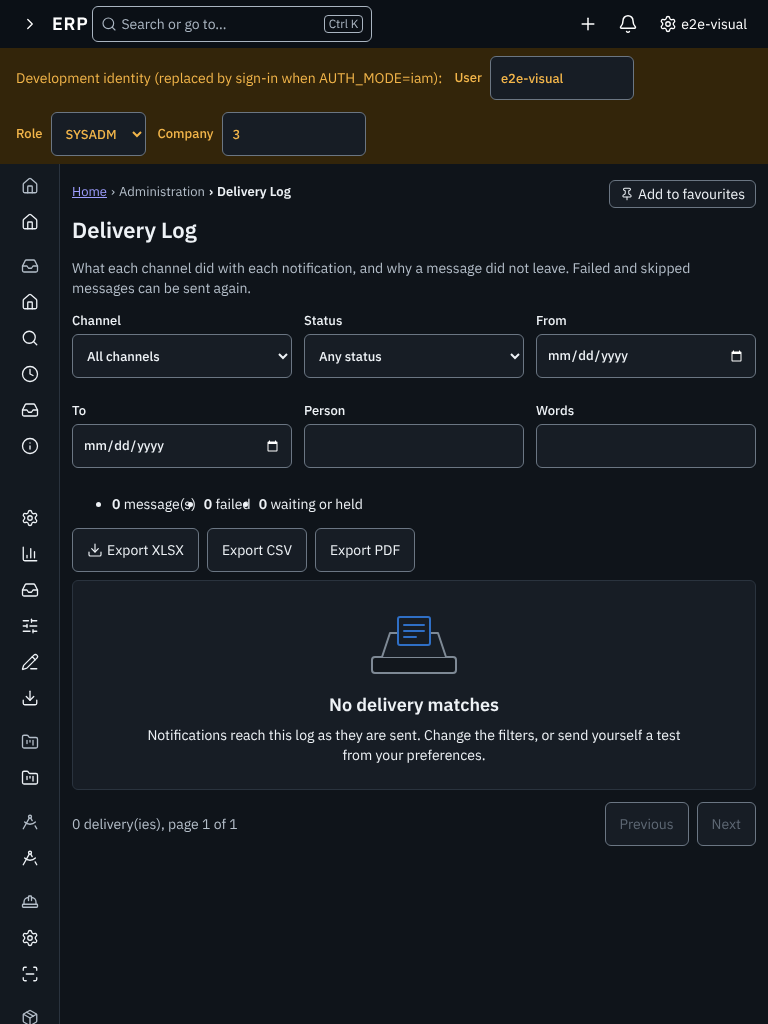 ERP
Search or go to...
Ctrl K
e2e-visual
Development identity (replaced by sign-in when AUTH_MODE=iam): User e2e-visual
Role SYSADM Company 3
Home › Administration › Delivery Log
Add to favourites
Delivery Log
What each channel did with each notification, and why a message did not leave. Failed and skipped
messages can be sent again.
Channel Status From
All channels Any status mm/dd/yyyy
To Person Words
mm/dd/yyyy
• 0 message(s) • 0 failed • 0 waiting or held
Export XLSX Export CSV Export PDF
No delivery matches
Notifications reach this log as they are sent. Change the filters, or send yourself a test
from your preferences.
0 delivery(ies), page 1 of 1 Previous Next